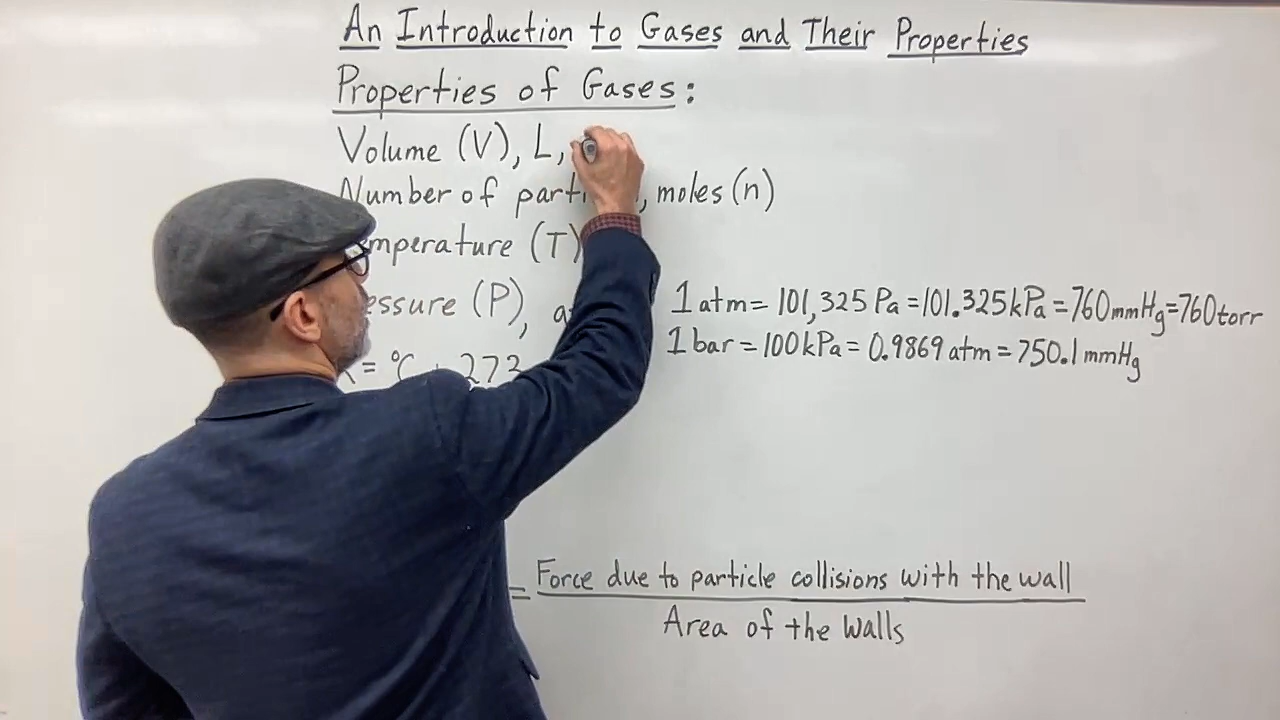 An Introduction to Gases and Their Properties
Properties of Gases:
Volume (V), L,
Number of parti , moles (n)
mperature (T)
essure (P), a
1 atm = 101,325 Pa = 101.325 kPa = 760 mmHg = 760 torr
1 bar = 100 kPa = 0.9869 atm = 750.1 mmHg
= °C + 273
= Force due to particle collisions with the wall
Area of the walls